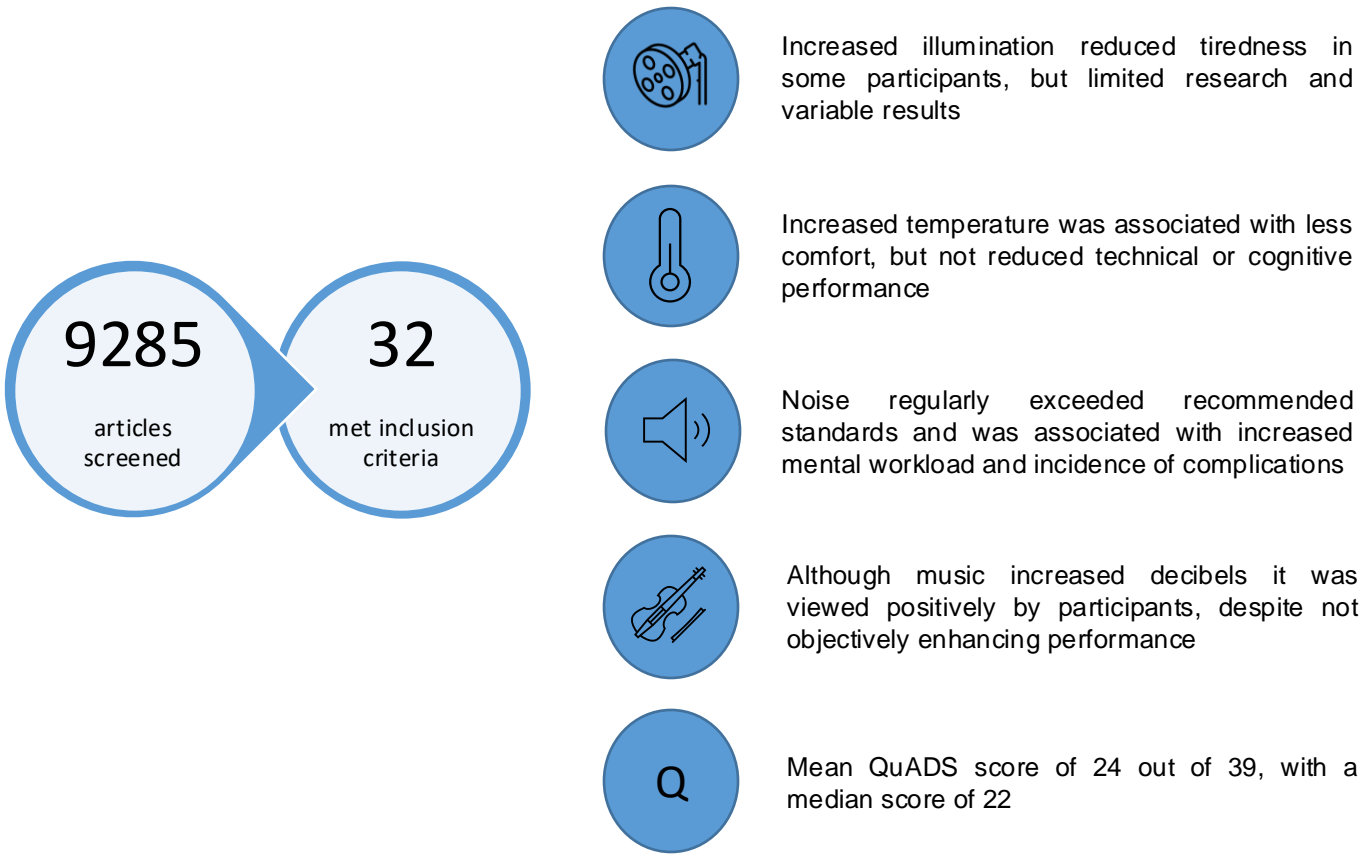 9285
articles
screened
32
met inclusion
criteria
Increased illumination reduced tiredness in
some participants, but limited research and
variable results
Increased temperature was associated with less
comfort, but not reduced technical or cognitive
performance
Noise regularly exceeded recommended
standards and was associated with increased
mental workload and incidence of complications
Although music increased decibels it was
viewed positively by participants, despite not
objectively enhancing performance
Q
Mean QuADS score of 24 out of 39, with a
median score of 22